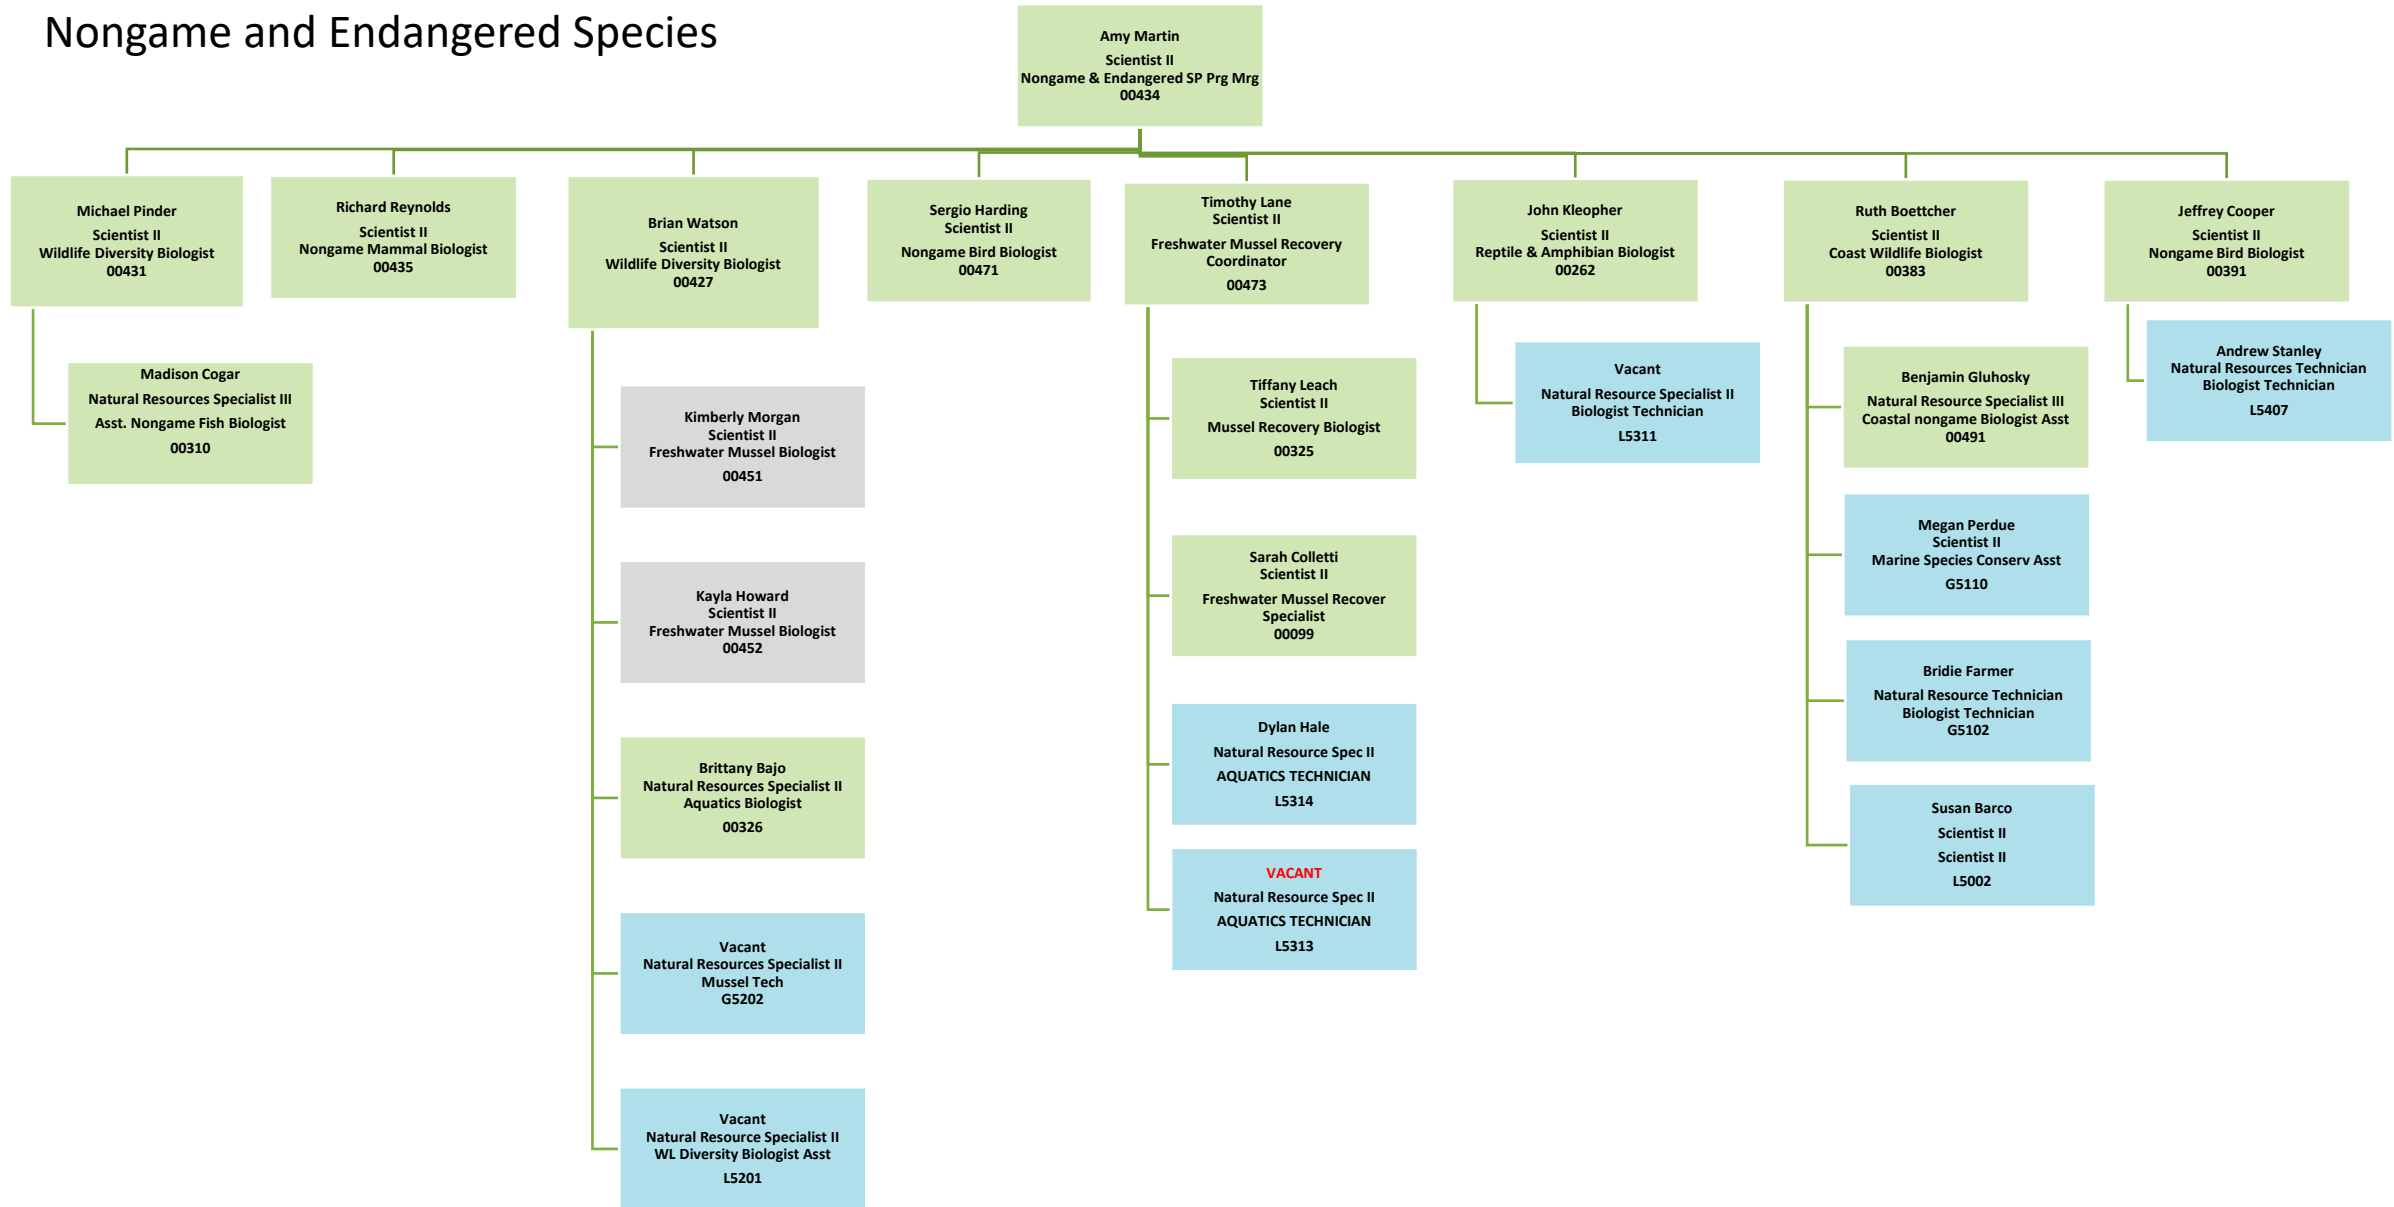 Nongame and Endangered Species
Amy Martin
Scientist II
Nongame & Endangered SP Prg Mrg
00434
Michael Pinder
Scientist II
Wildlife Diversity Biologist
00431
Richard Reynolds
Scientist II
Nongame Mammal Biologist
00435
Brian Watson
Scientist II
Wildlife Diversity Biologist
00427
Sergio Harding
Scientist II
Nongame Bird Biologist
00471
Timothy Lane
Scientist II
Freshwater Mussel Recovery
Coordinator
00473
John Kleopher
Scientist II
Reptile & Amphibian Biologist
00262
Ruth Boettcher
Scientist II
Coast Wildlife Biologist
00383
Jeffrey Cooper
Scientist II
Nongame Bird Biologist
00391
Madison Cogar
Natural Resources Specialist III
Asst. Nongame Fish Biologist
00310
Kimberly Morgan
Scientist II
Freshwater Mussel Biologist
00451
Kayla Howard
Scientist II
Freshwater Mussel Biologist
00452
Brittany Bajo
Natural Resources Specialist II
Aquatics Biologist
00326
Vacant
Natural Resources Specialist II
Mussel Tech
G5202
Vacant
Natural Resource Specialist II
WL Diversity Biologist Asst
L5201
Tiffany Leach
Scientist II
Mussel Recovery Biologist
00325
Sarah Colletti
Scientist II
Freshwater Mussel Recover
Specialist
00099
Dylan Hale
Natural Resource Spec II
AQUATICS TECHNICIAN
L5314
VACANT
Natural Resource Spec II
AQUATICS TECHNICIAN
L5313
Vacant
Natural Resource Specialist II
Biologist Technician
L5311
Benjamin Gluhosky
Natural Resource Specialist III
Coastal nongame Biologist Asst
00491
Megan Perdue
Scientist II
Marine Species Conserv Asst
G5110
Bridie Farmer
Natural Resource Technician
Biologist Technician
G5102
Susan Barco
Scientist II
Scientist II
L5002
Andrew Stanley
Natural Resources Technician
Biologist Technician
L5407